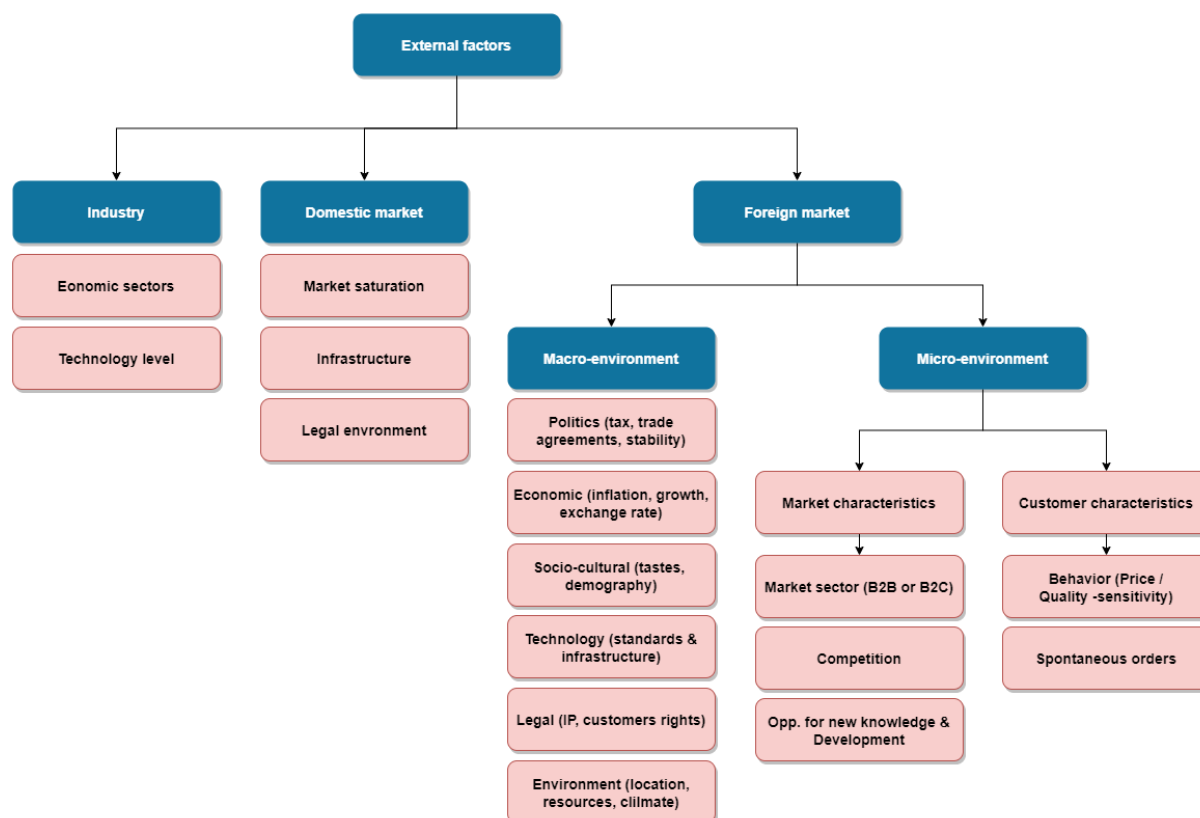 External factors
Industry
Domestic market
Foreign market
Eonomic sectors
Technology level
Market saturation
Infrastructure
Legal envronment
Macro-environment
Micro-environment
Politics (tax, trade
agreements, stability)
Economic (inflation, growth,
exchange rate)
Socio-cultural (tastes,
demography)
Technology (standards &
infrastructure)
Legal (IP, customers rights)
Environment (location,
resources, clilmate)
Market characteristics
Market sector (B2B or B2C)
Competition
Opp. for new knowledge &
Development
Customer characteristics
Behavior (Price /
Quality -sensitivity)
Spontaneous orders